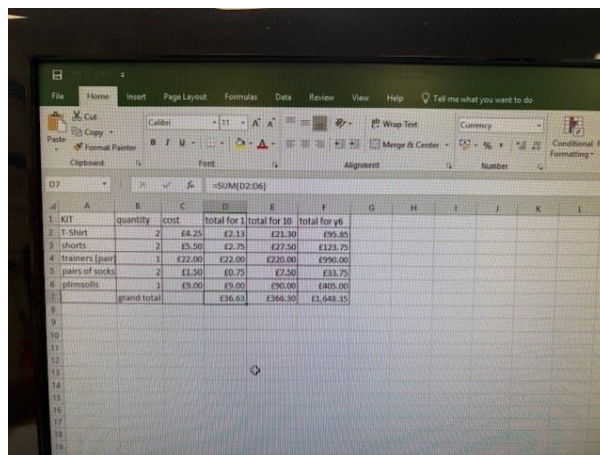 File Home Insert Page Layout Formulas Data Review View Help Tell me what you want to do
Cut
Copy
Paste
Format Painter
Calibri 11 A A
B I U A
Wrap Text
Merge & Center
Currency
%
Conditional
Formatting
Clipboard Font Alignment Number
D7 fx =SUM(D2:D6)
A B C D E F G H I J K L
1 KIT quantity cost total for 1 total for 10 total for y6
2 T-Shirt 2 £4.25 £2.13 £21.30 £95.85
3 shorts 2 £5.50 £2.75 £27.50 £123.75
4 trainers (pair) 1 £22.00 £22.00 £220.00 £990.00
5 pairs of socks 2 £1.50 £0.75 £7.50 £33.75
6 plimsolls 1 £9.00 £9.00 £90.00 £405.00
7 grand total £36.63 £366.30 £1,648.35
8
9
10
11
12
13
14
15
16
17
18
19